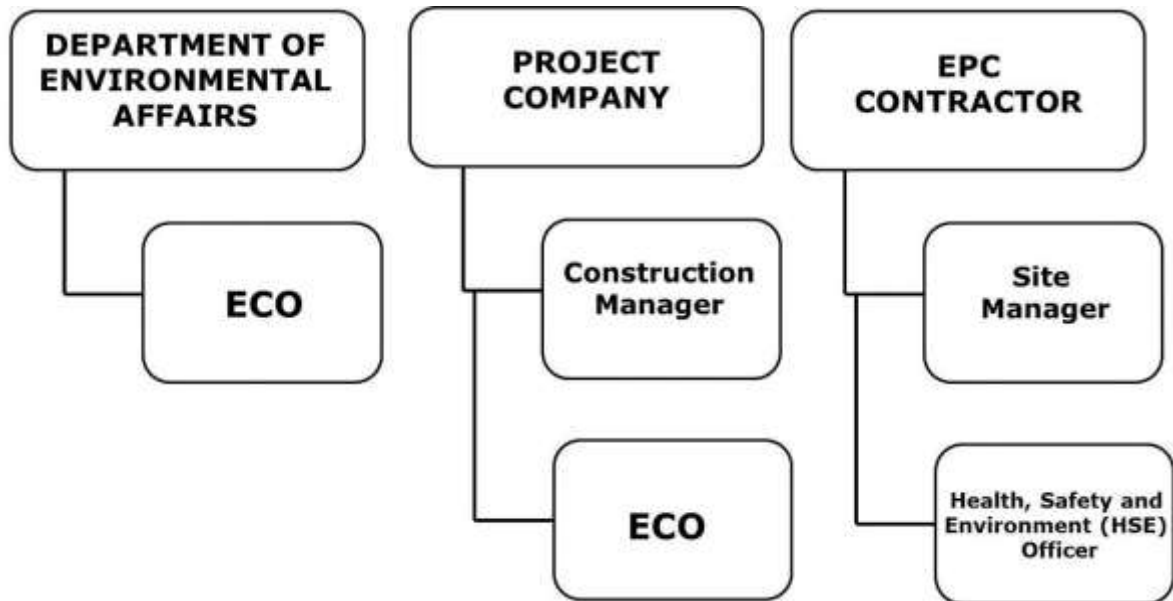 DEPARTMENT OF
ENVIRONMENTAL
AFFAIRS
ECO
PROJECT
COMPANY
Construction
Manager
ECO
EPC
CONTRACTOR
Site
Manager
Health, Safety and
Environment (HSE)
Officer